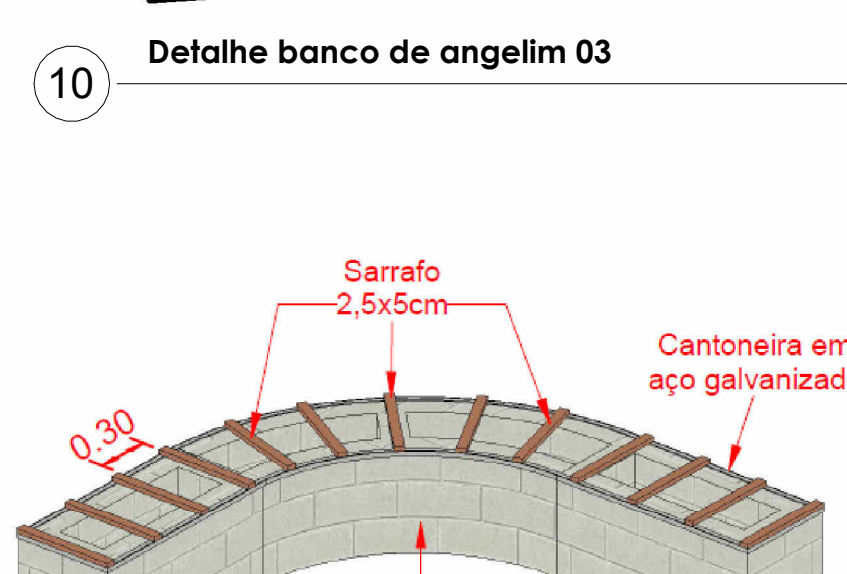 Detalhe banco de angelim 03
10
Sarrafo
2,5x5cm
Cantoneira em
aço galvanizad
0.30